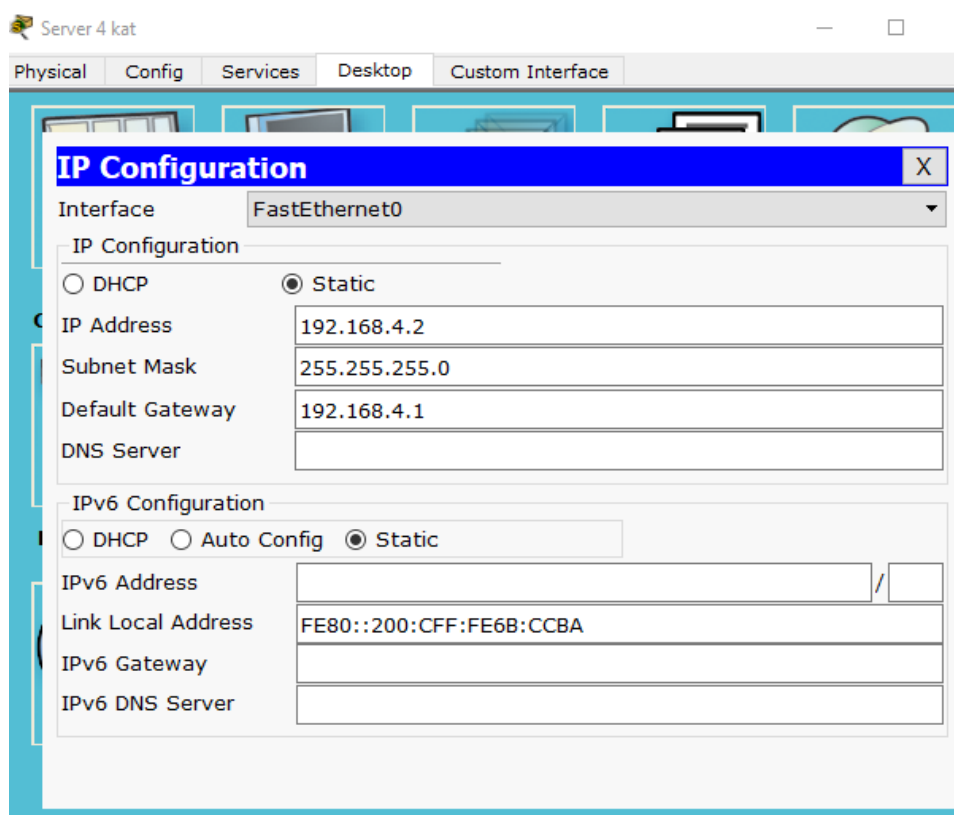 Server 4 kat
Physical Config Services Desktop Custom Interface
IP Configuration X
Interface FastEthernet0
IP Configuration
DHCP Static
IP Address 192.168.4.2
Subnet Mask 255.255.255.0
Default Gateway 192.168.4.1
DNS Server
IPv6 Configuration
DHCP Auto Config Static
IPv6 Address /
Link Local Address FE80::200:CFF:FE6B:CCBA
IPv6 Gateway
IPv6 DNS Server